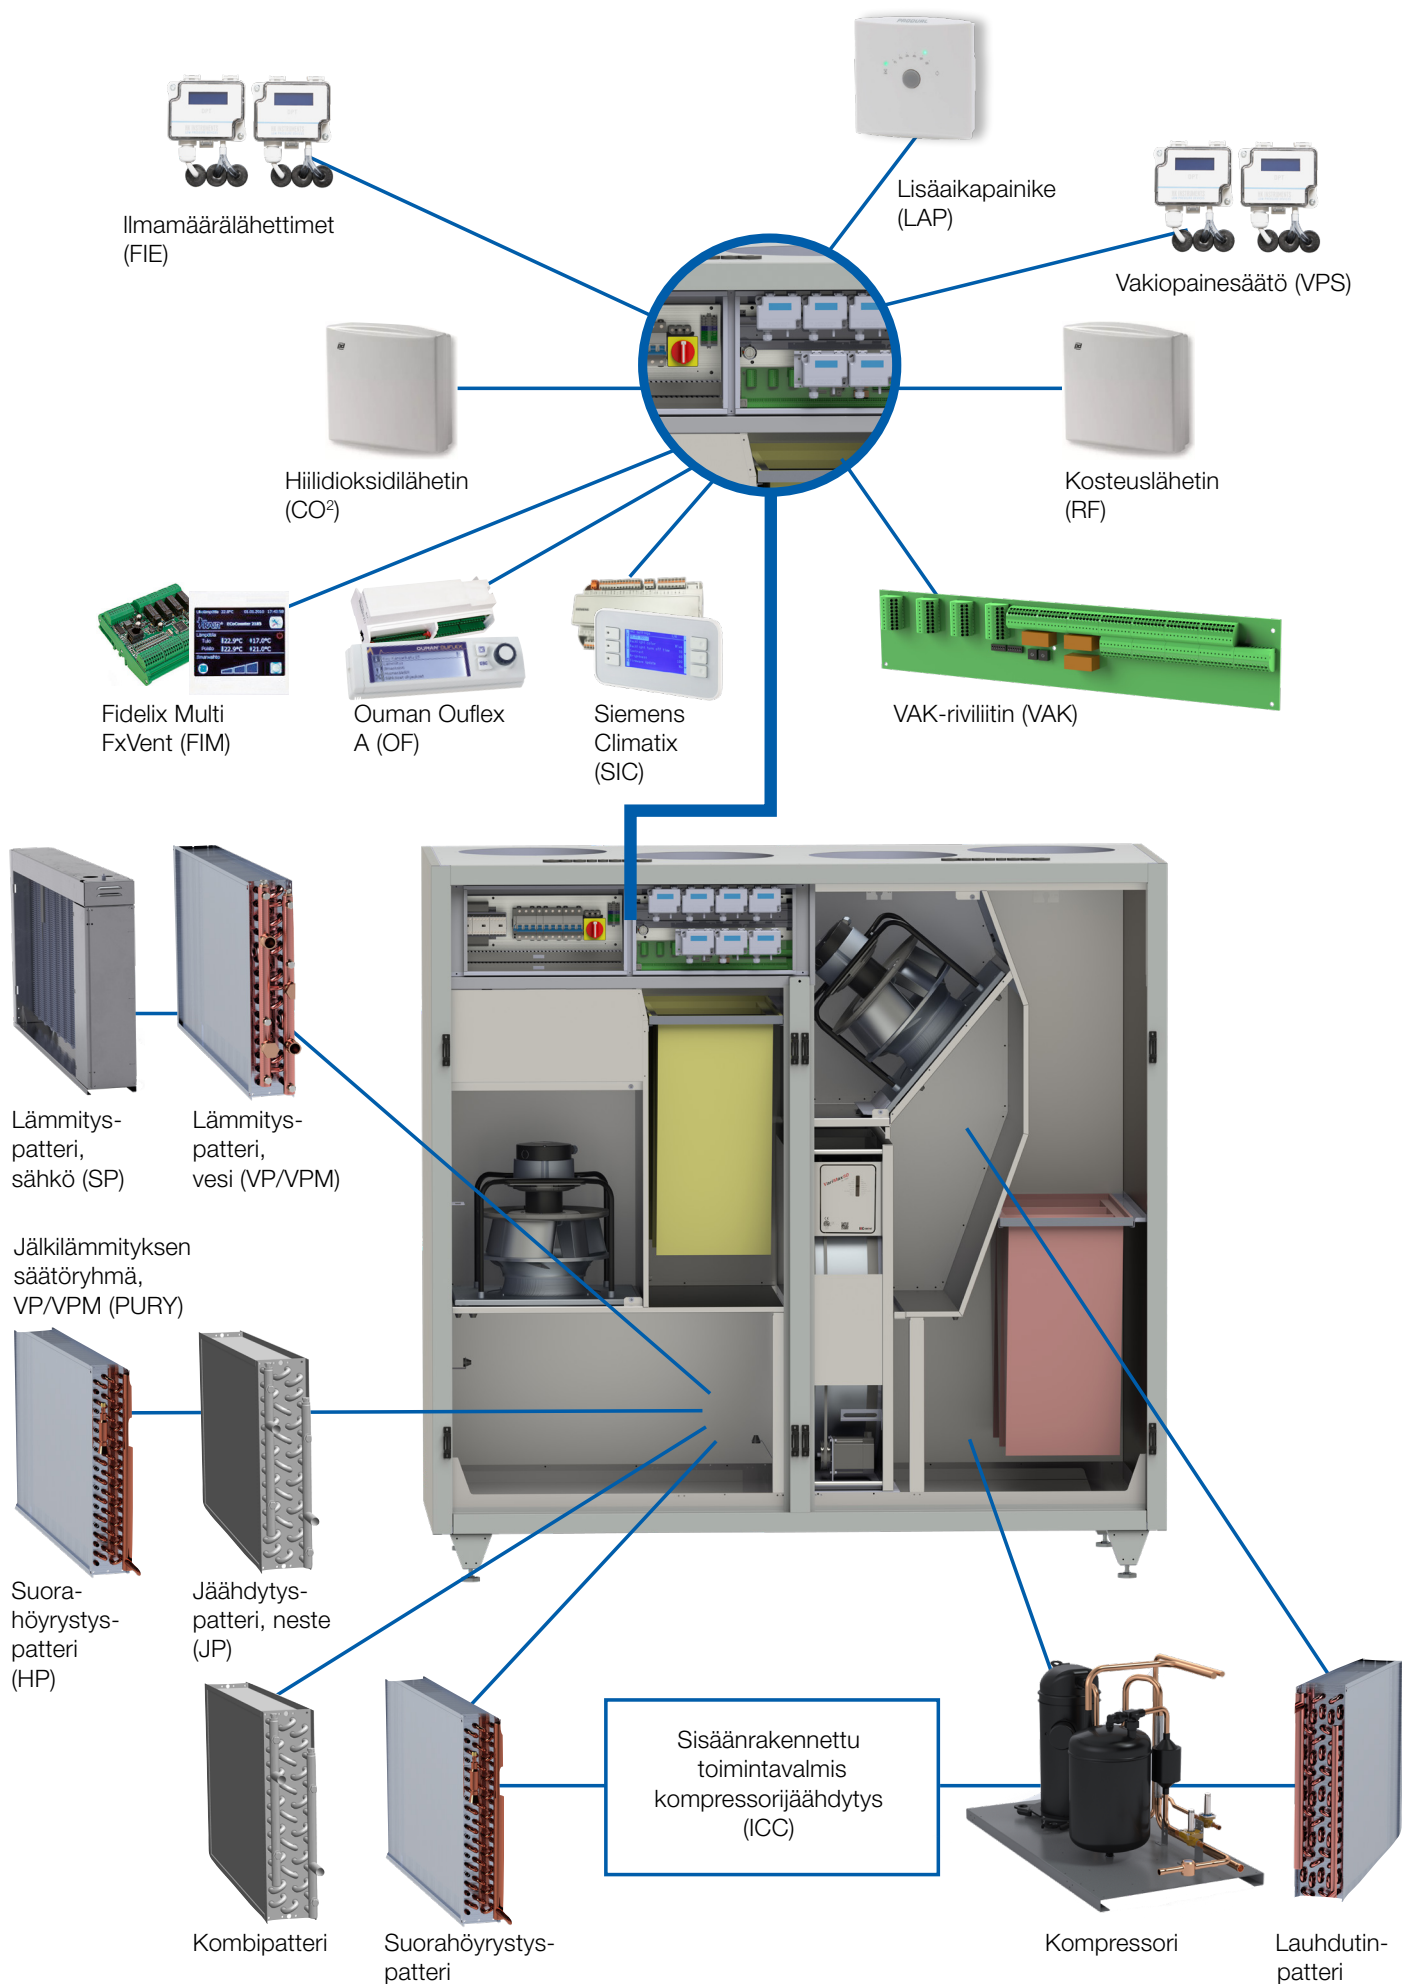 Lisäaikapainike
(LAP)
Ilmamäärälähettimet
(FIE)
Vakiopainesäätö (VPS)
Hiilidioksidilähetin
(CO²)
Kosteuslähetin
(RF)
OUMAN OUFLEX
Fidelix Multi
FxVent (FIM)
Ouman Ouflex
A (OF)
Siemens
Climatix
(SIC)
VAK-riviliitin (VAK)
Lämmitys-
patteri,
sähkö (SP)
Lämmitys-
patteri,
vesi (VP/VPM)
Jälkilämmityksen
säätöryhmä,
VP/VPM (PURY)
Suora-
höyrystys-
patteri
(HP)
Jäähdytys-
patteri, neste
(JP)
Sisäänrakennettu
toimintavalmis
kompressorijäähdytys
(ICC)
Kombipatteri
Suorahöyrystys-
patteri
Kompressori
Lauhdutin-
patteri